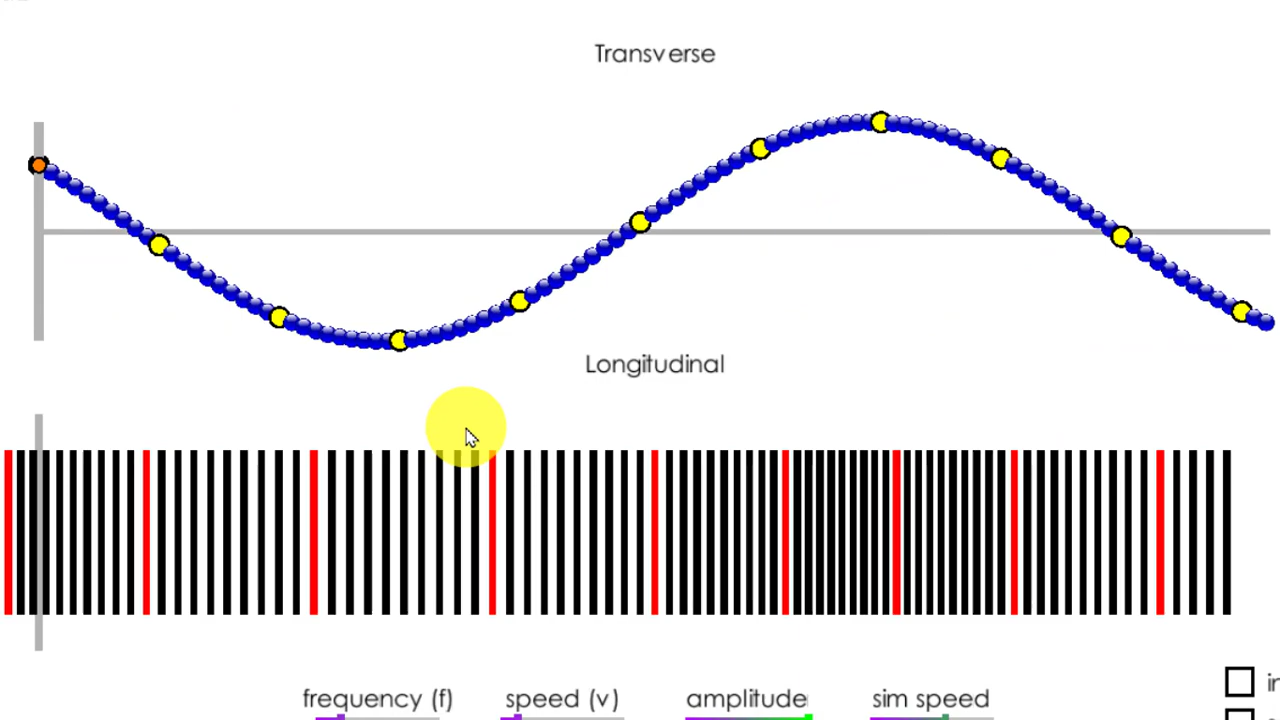 Transverse
Longitudinal
frequency (f)
speed (v)
amplitude
sim speed